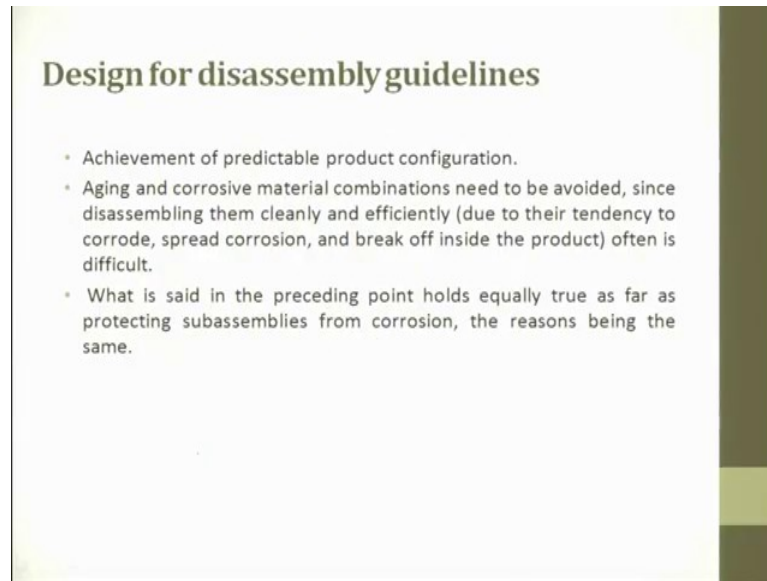 Design for disassembly guidelines
• Achievement of predictable product configuration.
• Aging and corrosive material combinations need to be avoided, since
disassembling them cleanly and efficiently (due to their tendency to
corrode, spread corrosion, and break off inside the product) often is
difficult.
• What is said in the preceding point holds equally true as far as
protecting subassemblies from corrosion, the reasons being the
same.